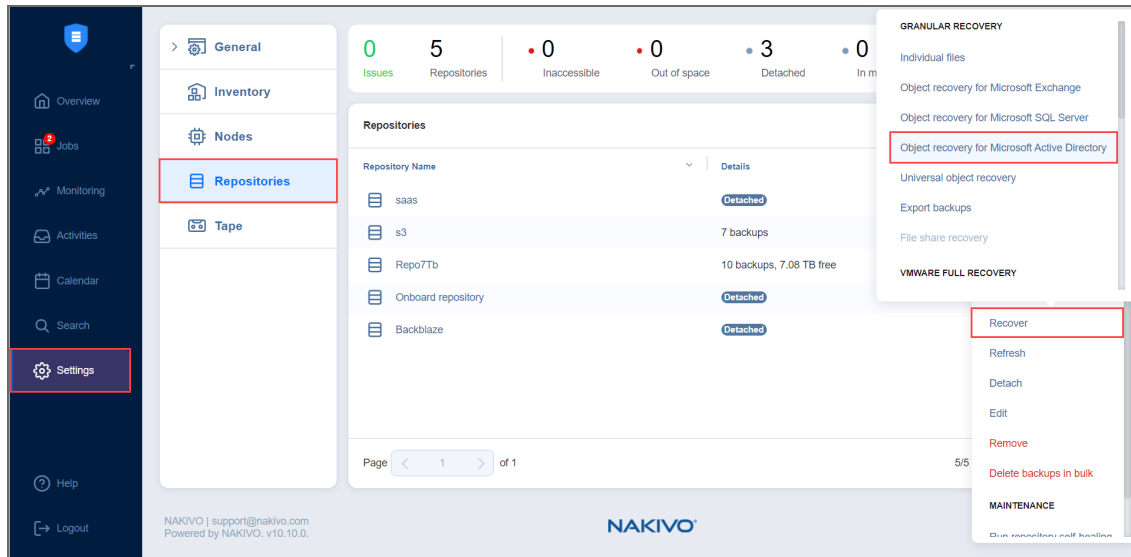 Overview
2
Jobs
Monitoring
Activities
Calendar
Search
Settings
Help
Logout
General
Inventory
Nodes
Repositories
Tape
0
Issues
5
Repositories
0
Inaccessible
0
Out of space
3
Detached
0
In m
Repositories
Repository Name
Details
saas
Detached
s3
7 backups
Repo7Tb
10 backups, 7.08 TB free
Onboard repository
Detached
Backblaze
Detached
Page
1
of 1
5/5
GRANULAR RECOVERY
Individual files
Object recovery for Microsoft Exchange
Object recovery for Microsoft SQL Server
Object recovery for Microsoft Active Directory
Universal object recovery
Export backups
File share recovery
VMWARE FULL RECOVERY
Recover
Refresh
Detach
Edit
Remove
Delete backups in bulk
MAINTENANCE
Run repository self-healing
NAKIVO | support@nakivo.com
Powered by NAKIVO. v10.10.0.
NAKIVO